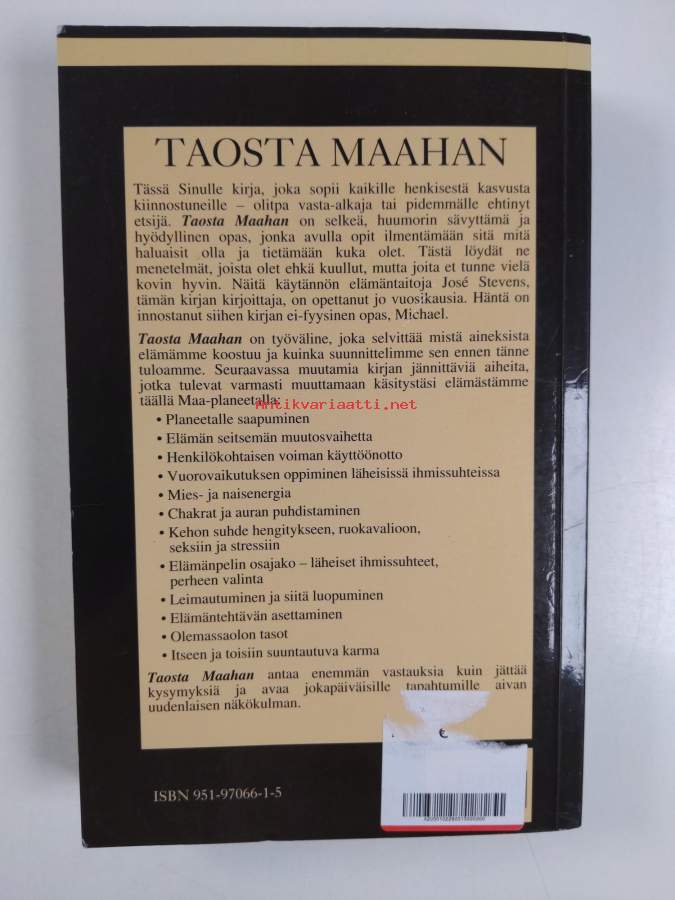 TAOSTA MAAHAN
Tässä Sinulle kirja, joka sopii kaikille henkisestä kasvusta
kiinnostuneille – olitpa vasta-alkaja tai pidemmälle ehtinyt
etsijä. Taosta Maahan on selkeä, huumorin sävyttämä ja
hyödyllinen opas, jonka avulla opit ilmentämään sitä mitä
haluaisit olla ja tietämään kuka olet. Tästä löydät ne
menetelmät, joista olet ehkä kuullut, mutta joita et tunne vielä
kovin hyvin. Näitä käytännön elämäntaitoja José Stevens,
tämän kirjan kirjoittaja, on opettanut jo vuosikausia. Häntä on
innostanut siihen kirjan ei-fyysinen opas, Michael.
Taosta Maahan on työväline, joka selvittää mistä aineksista
elämämme koostuu ja kuinka suunnittelimme sen ennen tänne
tuloamme. Seuraavassa muutamia kirjan jännittäviä aiheita,
jotka tulevat varmasti muuttamaan käsitystäsi elämästämme
täällä Maa-planeetalla:
Antikvariaatti.net
• Planeetalle saapuminen
• Elämän seitsemän muutosvaihetta
• Henkilökohtaisen voiman käyttöönotto
• Vuorovaikutuksen oppiminen läheisissä ihmissuhteissa
• Mies- ja naisenergia
• Chakrat ja auran puhdistaminen
• Kehon suhde hengitykseen, ruokavalioon,
seksiin ja stressiin
• Elämänpelin osajako – läheiset ihmissuhteet,
perheen valinta
• Leimautuminen ja siitä luopuminen
• Elämäntehtävän asettaminen
• Olemassaolon tasot
• Itseen ja toisiin suuntautuva karma
Taosta Maahan antaa enemmän vastauksia kuin jättää
kysymyksiä ja avaa jokapäiväisille tapahtumille aivan
uudenlaisen näkökulman.
€
ISBN 951-97066-1-5